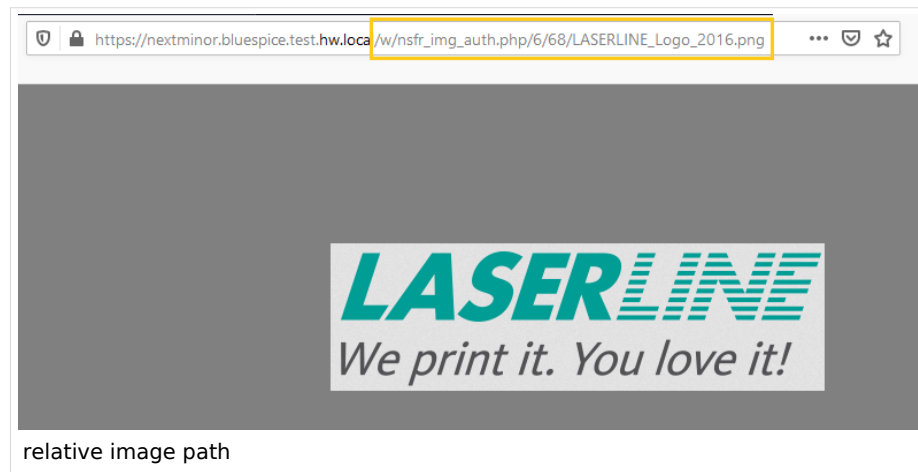 https://nextminor.bluespice.test.hw.local/w/nsfr_img_auth.php/6/68/LASERLINE_Logo_2016.png
LASERLINE
We print it. You love it!
relative image path